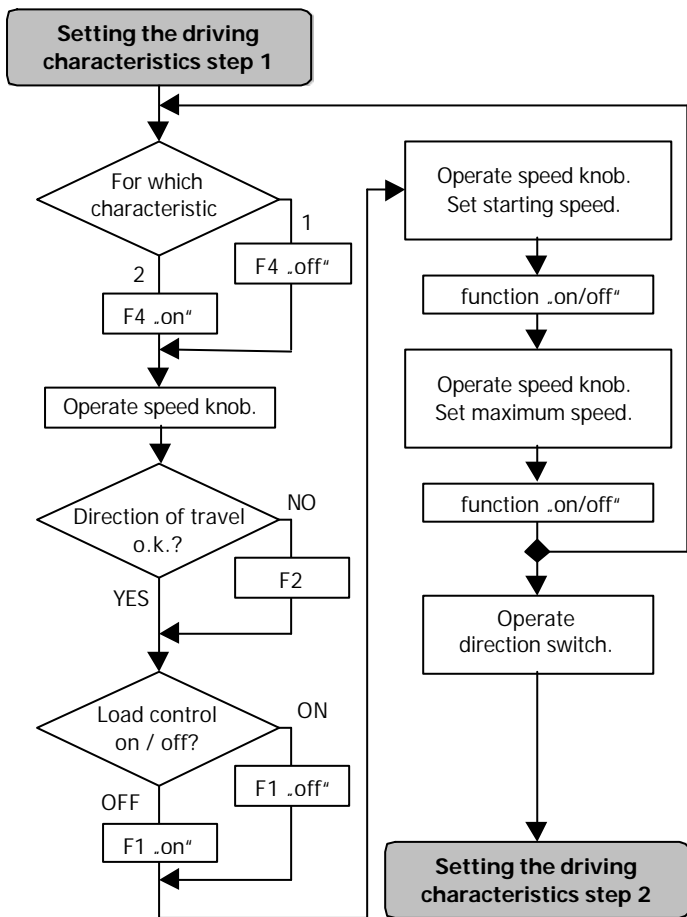 Setting the driving
characteristics step 1
For which
characteristic
1
F4 „off“
2
F4 „on“
Operate speed knob.
Direction of travel
o.k.?
NO
F2
YES
Load control
on / off?
ON
F1 „off“
OFF
F1 „on“
Operate speed knob.
Set starting speed.
function „on/off“
Operate speed knob.
Set maximum speed.
function „on/off“
Operate
direction switch.
Setting the driving
characteristics step 2